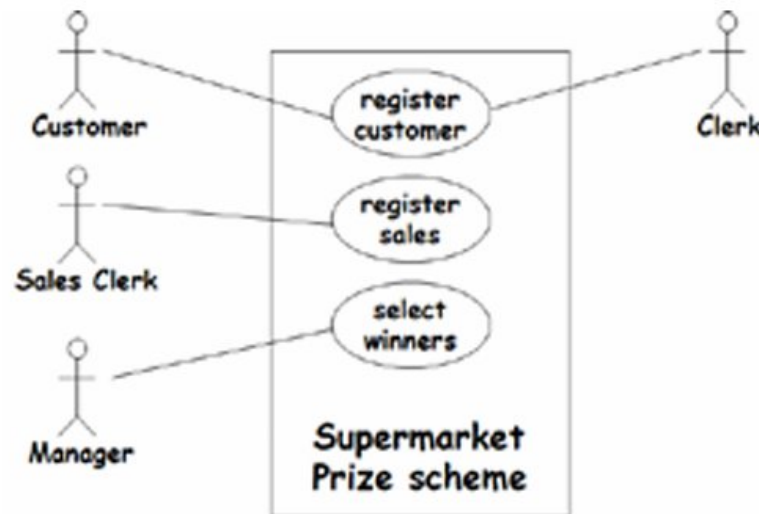 Customer
Clerk
register
customer
Sales Clerk
register
sales
Manager
select
winners
Supermarket
Prize scheme